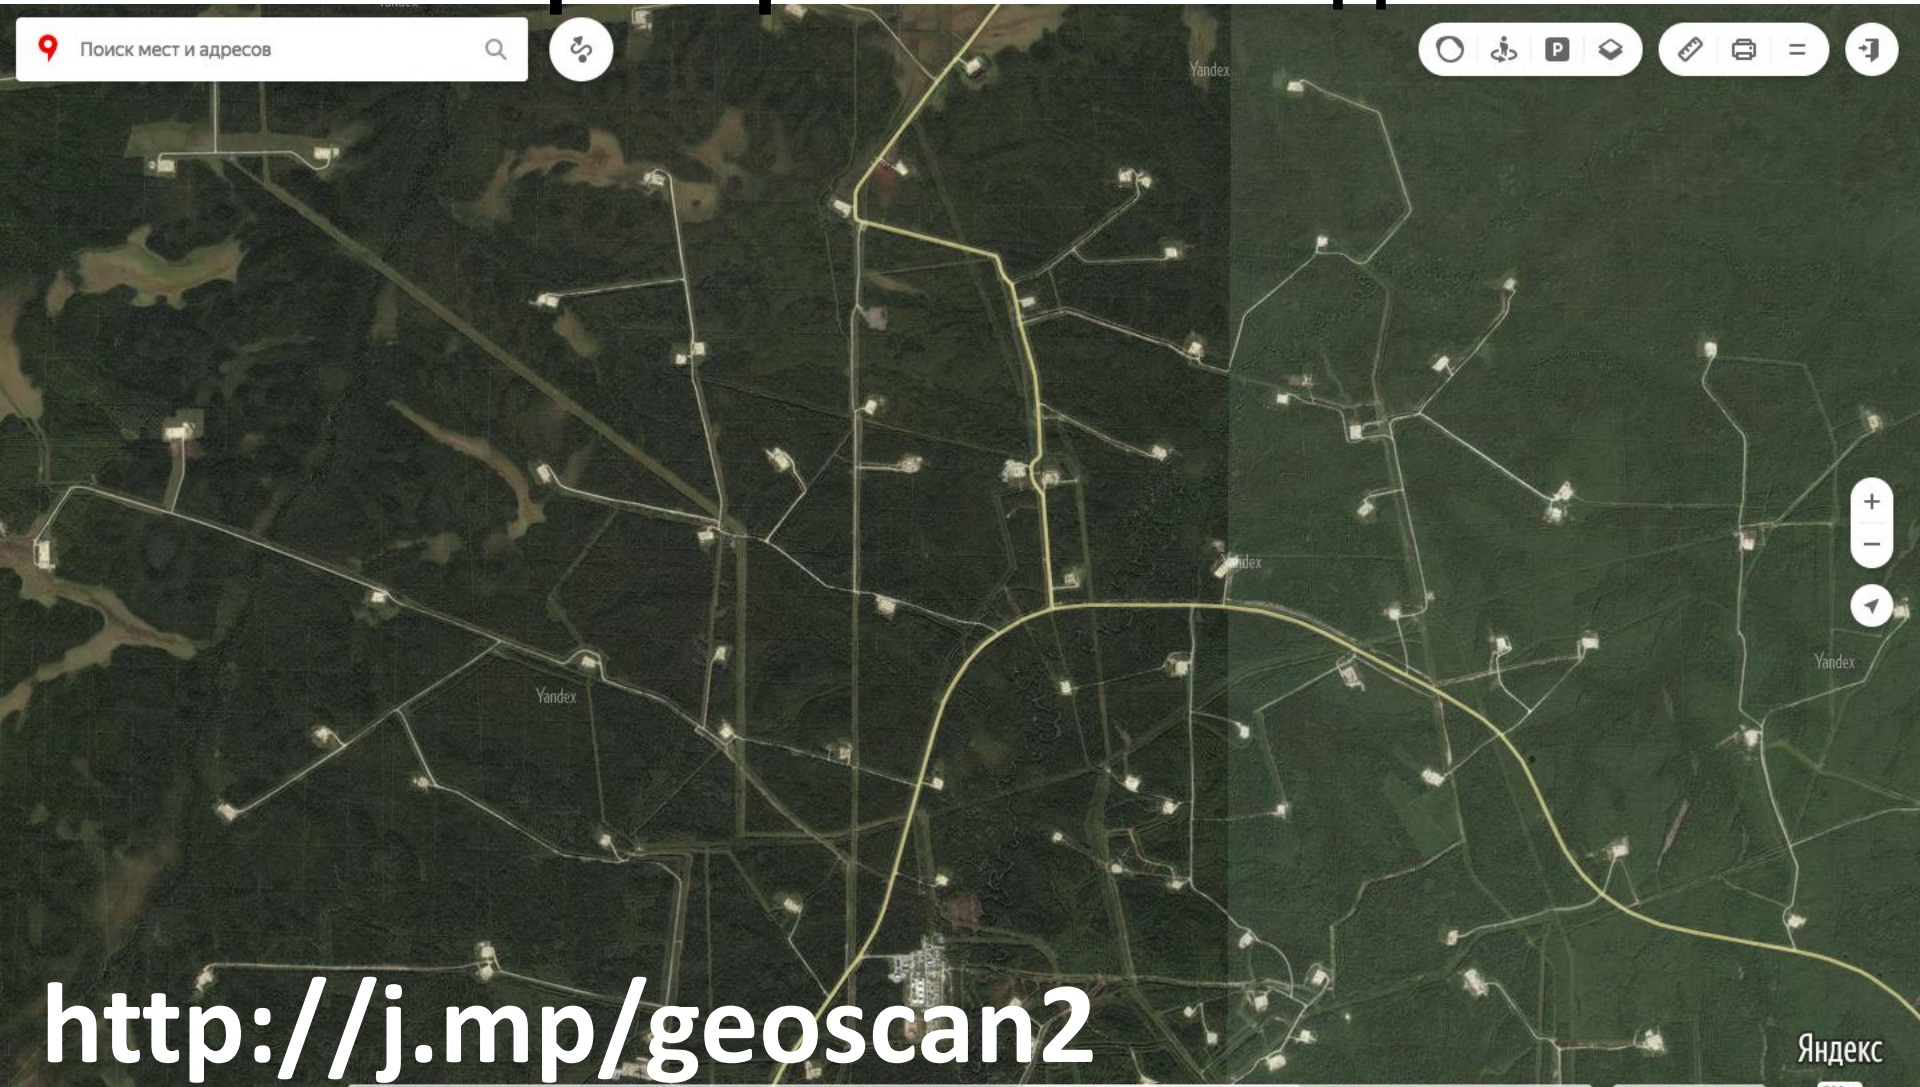 Поиск мест и адресов
P
Yandex
Yandex
Yandex
Yandex
http://j.mp/geoscan2
Яндекс